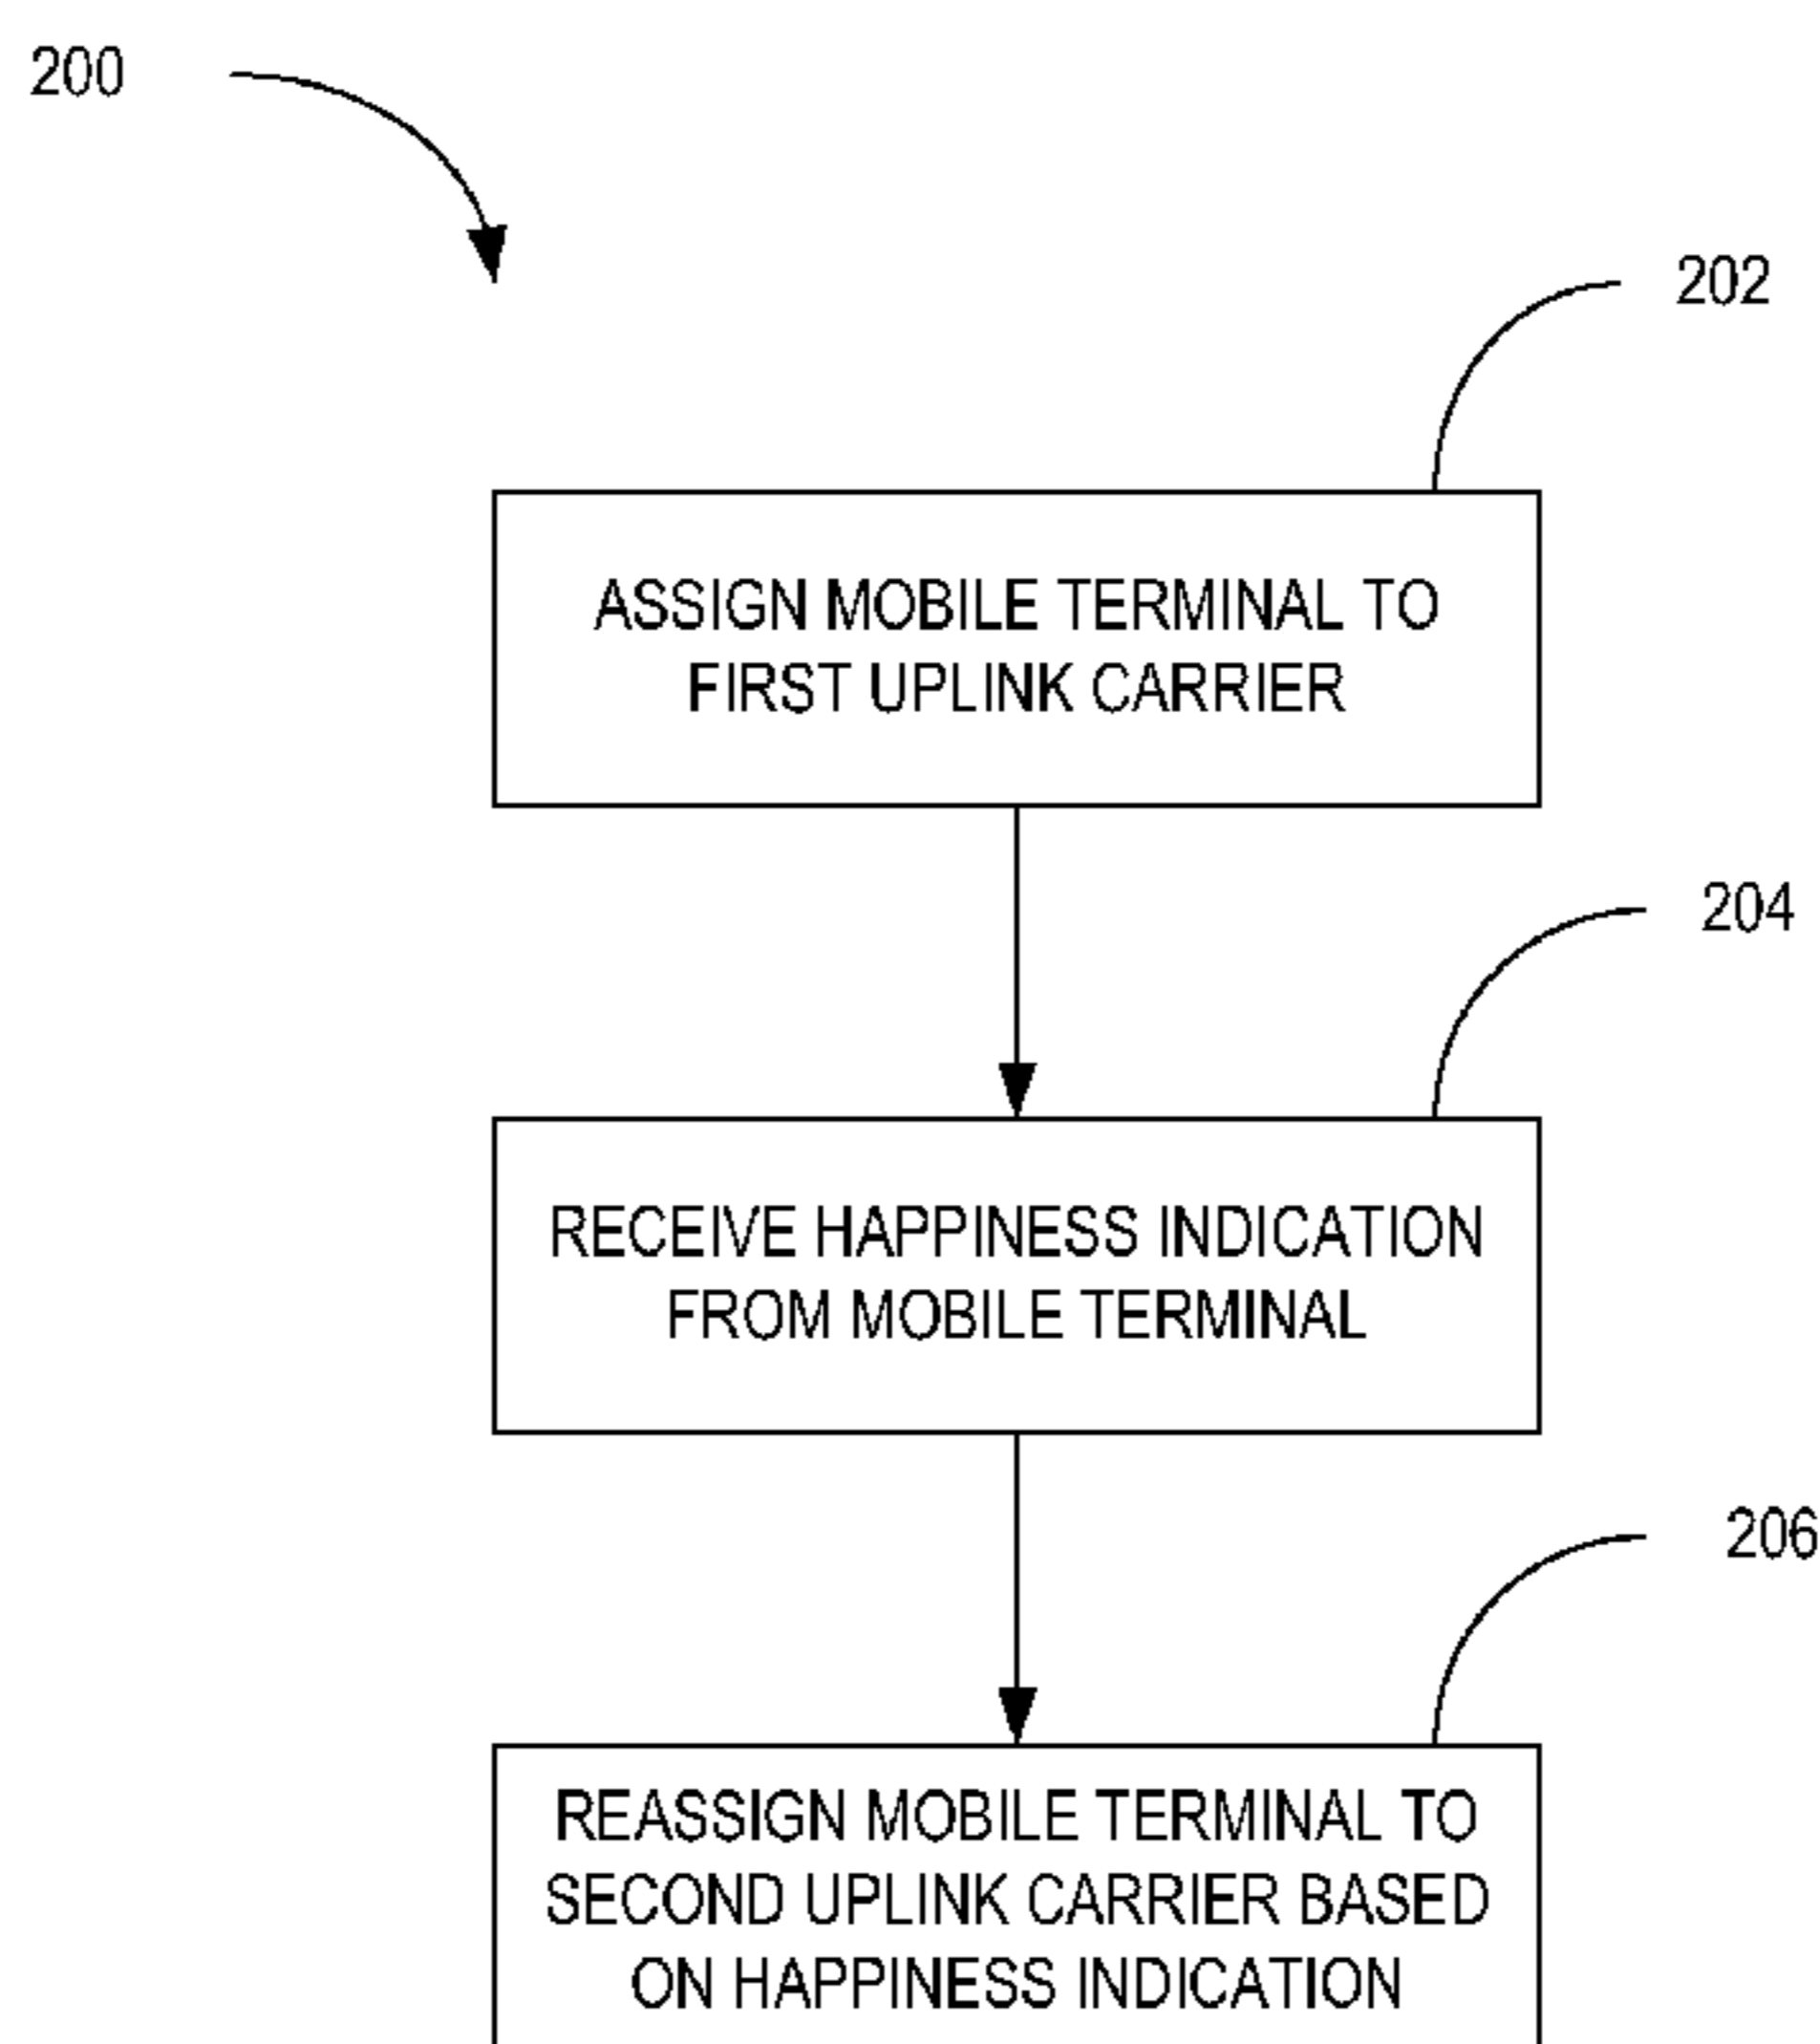 200
202
ASSIGN MOBILE TERMINAL TO
FIRST UPLINK CARRIER
204
RECEIVE HAPPINESS INDICATION
FROM MOBILE TERMINAL
206
REASSIGN MOBILE TERMINAL TO
SECOND UPLINK CARRIER BASED
ON HAPPINESS INDICATION